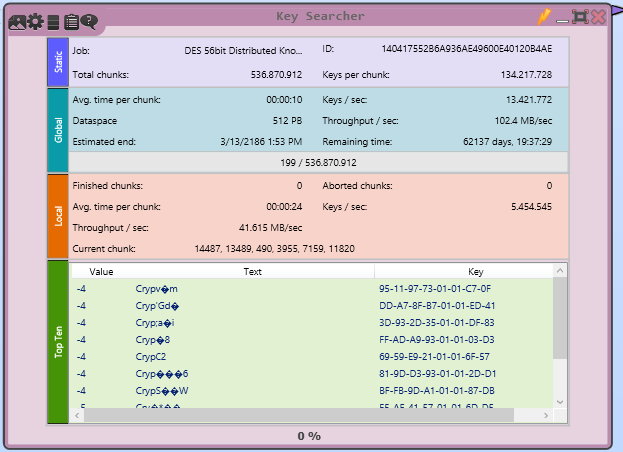 Key Searcher
Static
Job: DES 56bit Distributed Kno... ID: 140417552B6A936AE49600E40120B4AE
Total chunks: 536.870.912 Keys per chunk: 134.217.728
Global
Avg. time per chunk: 00:00:10 Keys / sec: 13.421.772
Dataspace 512 PB Throughput / sec: 102.4 MB/sec
Estimated end: 3/13/2186 1:53 PM Remaining time: 62137 days, 19:37:29
199 / 536.870.912
Local
Finished chunks: 0 Aborted chunks: 0
Avg. time per chunk: 00:00:24 Keys / sec: 5.454.545
Throughput / sec: 41.615 MB/sec
Current chunk: 14487, 13489, 490, 3955, 7159, 11820
Top Ten
Value Text Key
-4 Crypv�m 95-11-97-73-01-01-C7-0F
-4 Cryp'Gd� DD-A7-8F-B7-01-01-ED-41
-4 Cryp;a�i 3D-93-2D-35-01-01-DF-83
-4 Cryp�8 FF-AD-A9-93-01-01-03-D3
-4 CrypC2 69-59-E9-21-01-01-6F-57
-4 Cryp���6 81-9D-D3-93-01-01-2D-D1
-4 CrypS��W BF-FB-9D-A1-01-01-87-DB
0 %